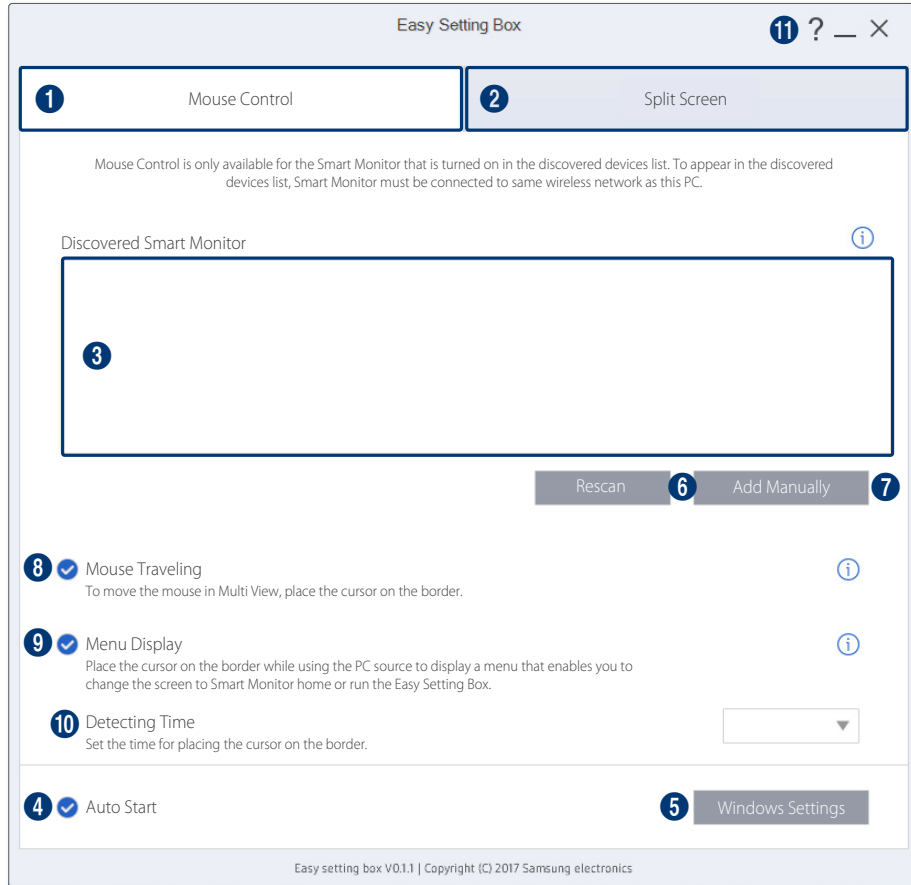 Easy Setting Box
11 ?
1 Mouse Control
2 Split Screen
Mouse Control is only available for the Smart Monitor that is turned on in the discovered devices list. To appear in the discovered
devices list, Smart Monitor must be connected to same wireless network as this PC.
Discovered Smart Monitor i
3
Rescan 6 Add Manually 7
8 Mouse Traveling i
To move the mouse in Multi View, place the cursor on the border.
9 Menu Display i
Place the cursor on the border while using the PC source to display a menu that enables you to
change the screen to Smart Monitor home or run the Easy Setting Box.
10 Detecting Time
Set the time for placing the cursor on the border.
4 Auto Start 5 Windows Settings
Easy setting box V0.1.1 | Copyright (C) 2017 Samsung electronics